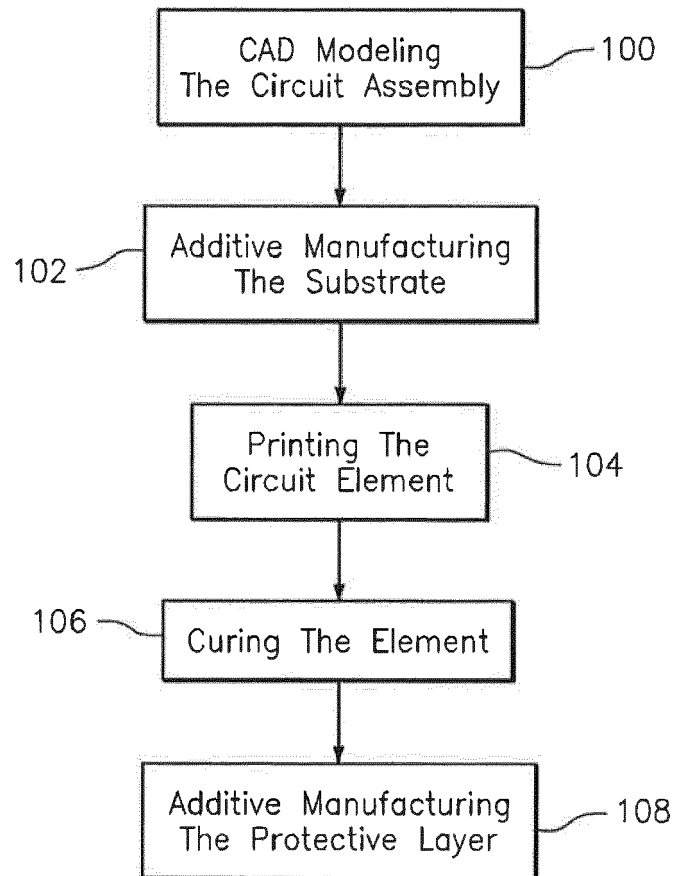 CAD Modeling
The Circuit Assembly
100
Additive Manufacturing
The Substrate
102
Printing The
Circuit Element
104
106
Curing The Element
Additive Manufacturing
The Protective Layer
108